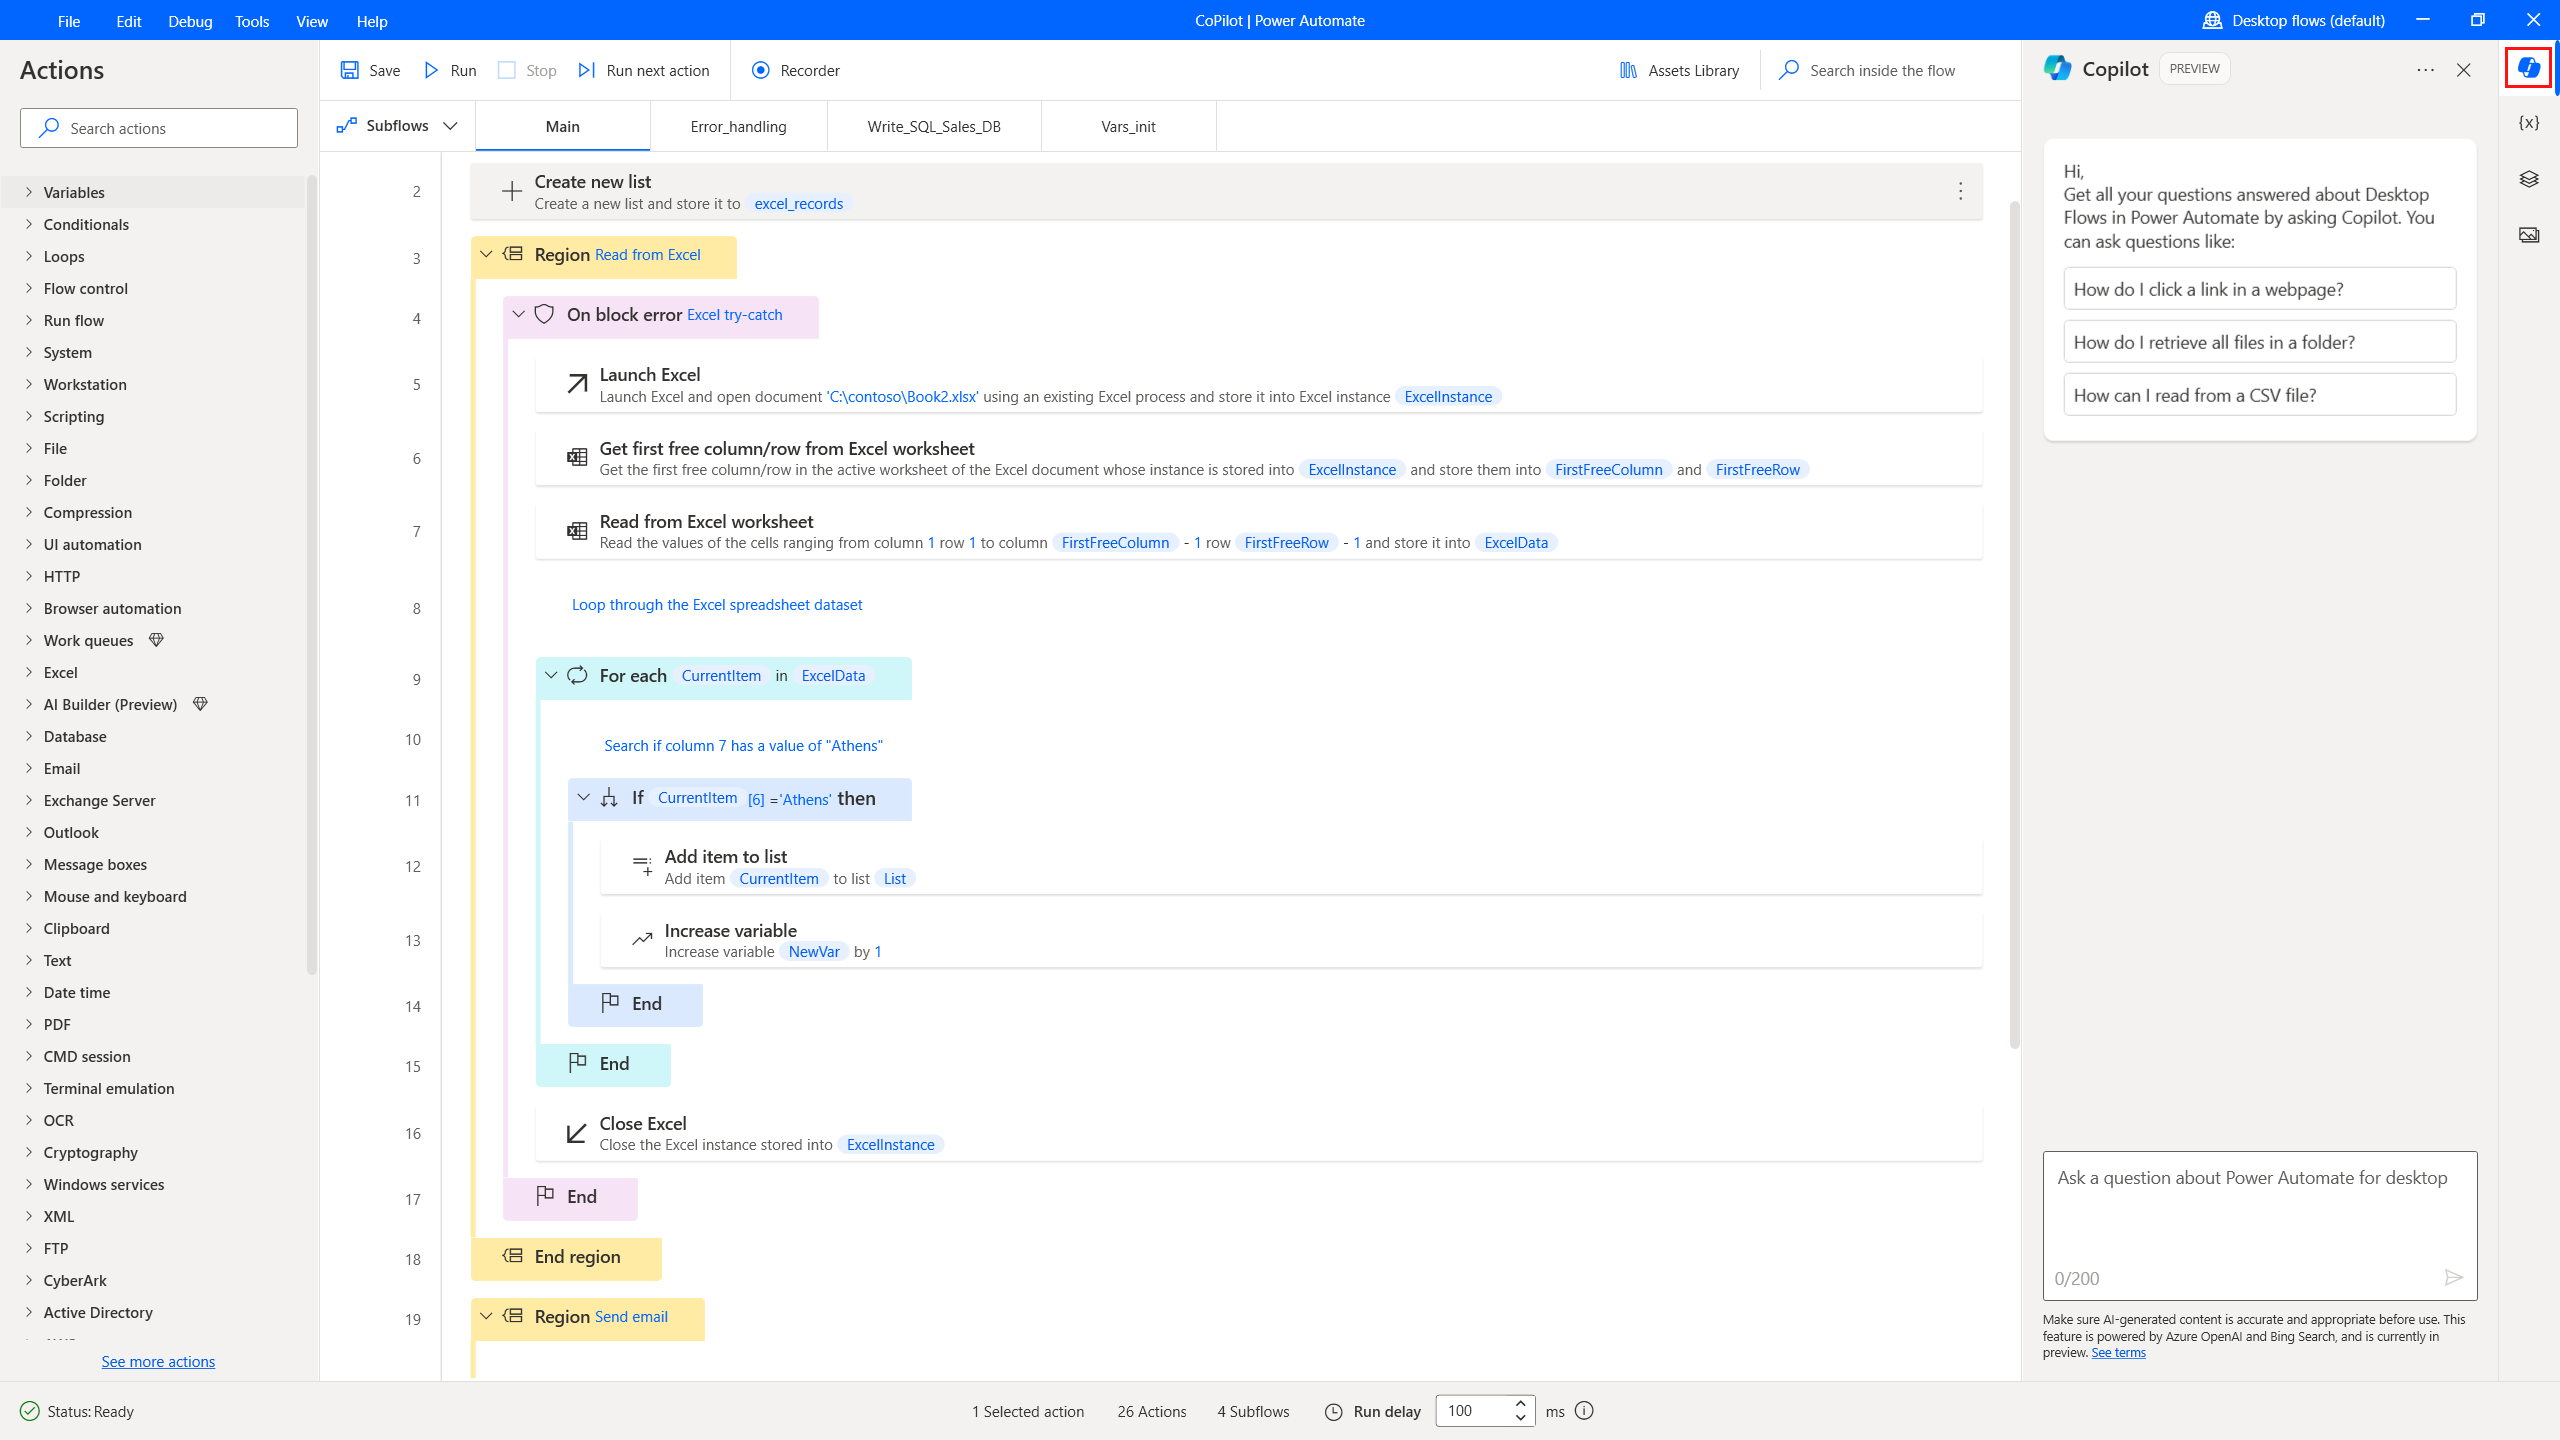 File Edit Debug Tools View Help
CoPilot | Power Automate
Desktop flows (default)
Actions
Search actions
Variables
Conditionals
Loops
Flow control
Run flow
System
Workstation
Scripting
File
Folder
Compression
UI automation
HTTP
Browser automation
Work queues
Excel
AI Builder (Preview)
Database
Email
Exchange Server
Outlook
Message boxes
Mouse and keyboard
Clipboard
Text
Date time
PDF
CMD session
Terminal emulation
OCR
Cryptography
Windows services
XML
FTP
CyberArk
Active Directory
See more actions
Save Run Stop Run next action Recorder Assets Library Search inside the flow
Subflows Main Error_handling Write_SQL_Sales_DB Vars_init
2 Create new list
Create a new list and store it to excel_records
3 Region Read from Excel
4 On block error Excel try-catch
5 Launch Excel
Launch Excel and open document 'C:\contoso\Book2.xlsx' using an existing Excel process and store it into Excel instance ExcelInstance
6 Get first free column/row from Excel worksheet
Get the first free column/row in the active worksheet of the Excel document whose instance is stored into ExcelInstance and store them into FirstFreeColumn and FirstFreeRow
7 Read from Excel worksheet
Read the values of the cells ranging from column 1 row 1 to column FirstFreeColumn - 1 row FirstFreeRow - 1 and store it into ExcelData
8 Loop through the Excel spreadsheet dataset
9 For each CurrentItem in ExcelData
10 Search if column 7 has a value of "Athens"
11 If CurrentItem [6] ='Athens' then
12 Add item to list
Add item CurrentItem to list List
13 Increase variable
Increase variable NewVar by 1
14 End
15 End
16 Close Excel
Close the Excel instance stored into ExcelInstance
17 End
18 End region
19 Region Send email
Copilot PREVIEW ...
{x}
Hi,
Get all your questions answered about Desktop
Flows in Power Automate by asking Copilot. You
can ask questions like:
How do I click a link in a webpage?
How do I retrieve all files in a folder?
How can I read from a CSV file?
Ask a question about Power Automate for desktop
0/200
Make sure AI-generated content is accurate and appropriate before use. This
feature is powered by Azure OpenAI and Bing Search, and is currently in
preview. See terms
Status: Ready
1 Selected action 26 Actions 4 Subflows Run delay 100 ms